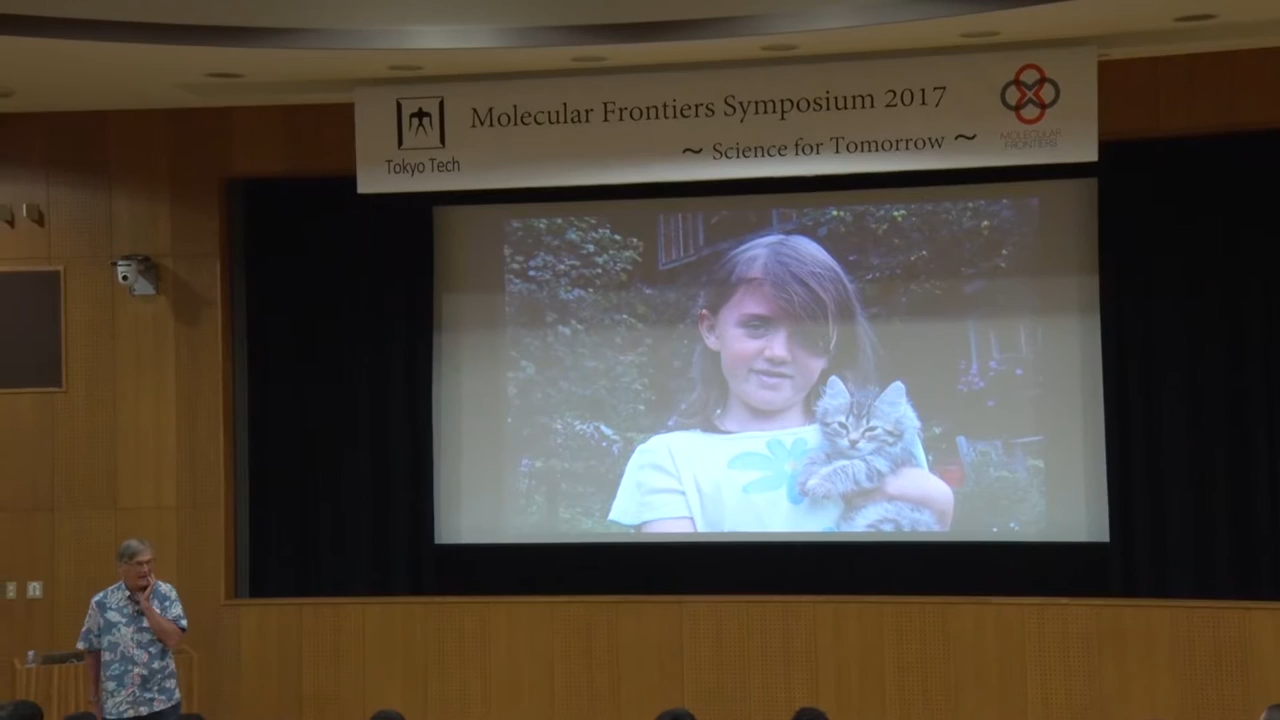 Molecular Frontiers Symposium 2017
~ Science for Tomorrow ~
Tokyo Tech
MOLECULAR
FRONTIERS